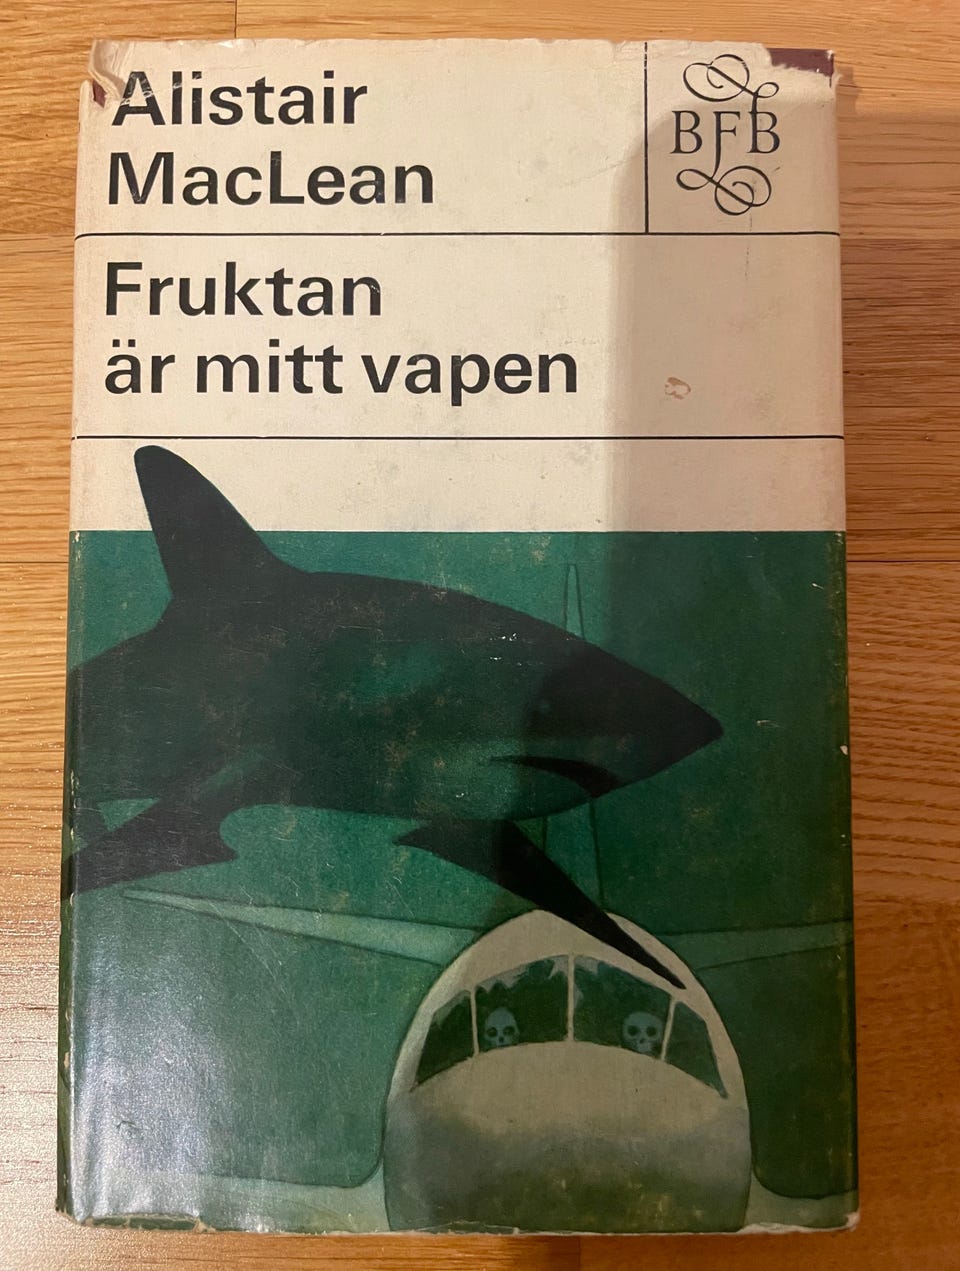 Alistair
MacLean
BFB
Fruktan
är mitt vapen